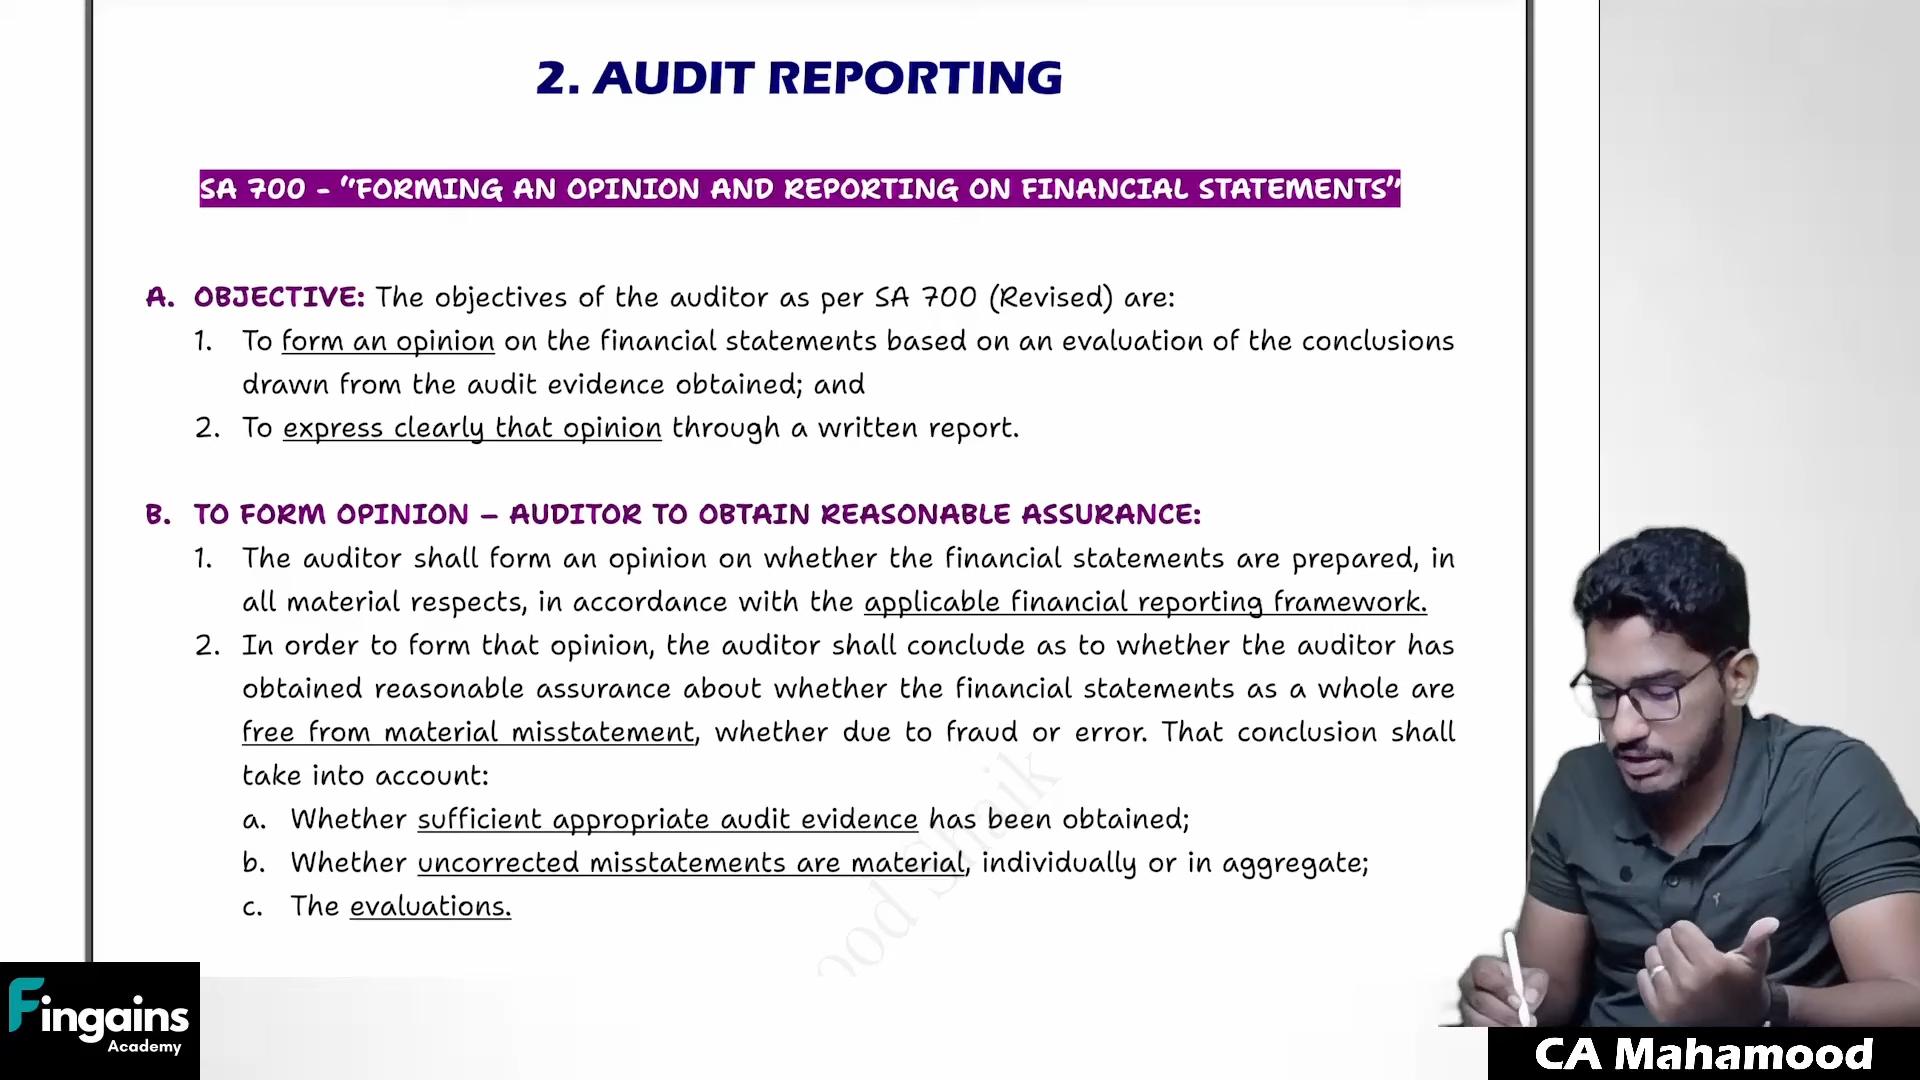 2. AUDIT REPORTING
SA 700 - "FORMING AN OPINION AND REPORTING ON FINANCIAL STATEMENTS"
A. OBJECTIVE: The objectives of the auditor as per SA 700 (Revised) are:
1. To form an opinion on the financial statements based on an evaluation of the conclusions
drawn from the audit evidence obtained; and
2. To express clearly that opinion through a written report.
B. TO FORM OPINION – AUDITOR TO OBTAIN REASONABLE ASSURANCE:
1. The auditor shall form an opinion on whether the financial statements are prepared, in
all material respects, in accordance with the applicable financial reporting framework.
2. In order to form that opinion, the auditor shall conclude as to whether the auditor has
obtained reasonable assurance about whether the financial statements as a whole are
free from material misstatement, whether due to fraud or error. That conclusion shall
take into account:
a. Whether sufficient appropriate audit evidence has been obtained;
b. Whether uncorrected misstatements are material, individually or in aggregate;
c. The evaluations.
ood Shaik
Fingains
Academy
CA Mahamood